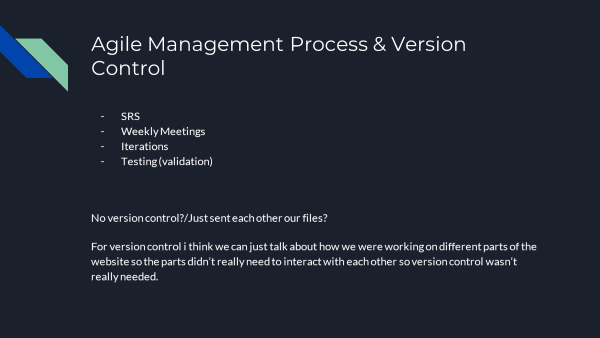 Agile Management Process & Version
Control
- SRS
- Weekly Meetings
- Iterations
- Testing (validation)
No version control?/Just sent each other our files?
For version control i think we can just talk about how we were working on different parts of the
website so the parts didn't really need to interact with each other so version control wasn't
really needed.